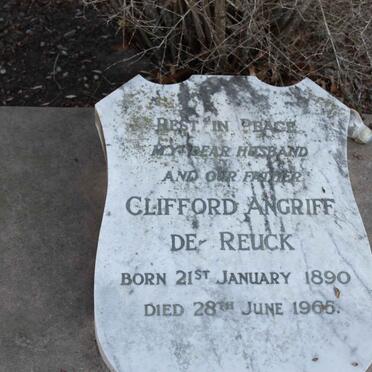 REST IN PEACE
MY DEAR HUSBAND
AND OUR FATHER
CLIFFORD ANGRIFF
DE REUCK
BORN 21ST JANUARY 1890
DIED 28TH JUNE 1965.